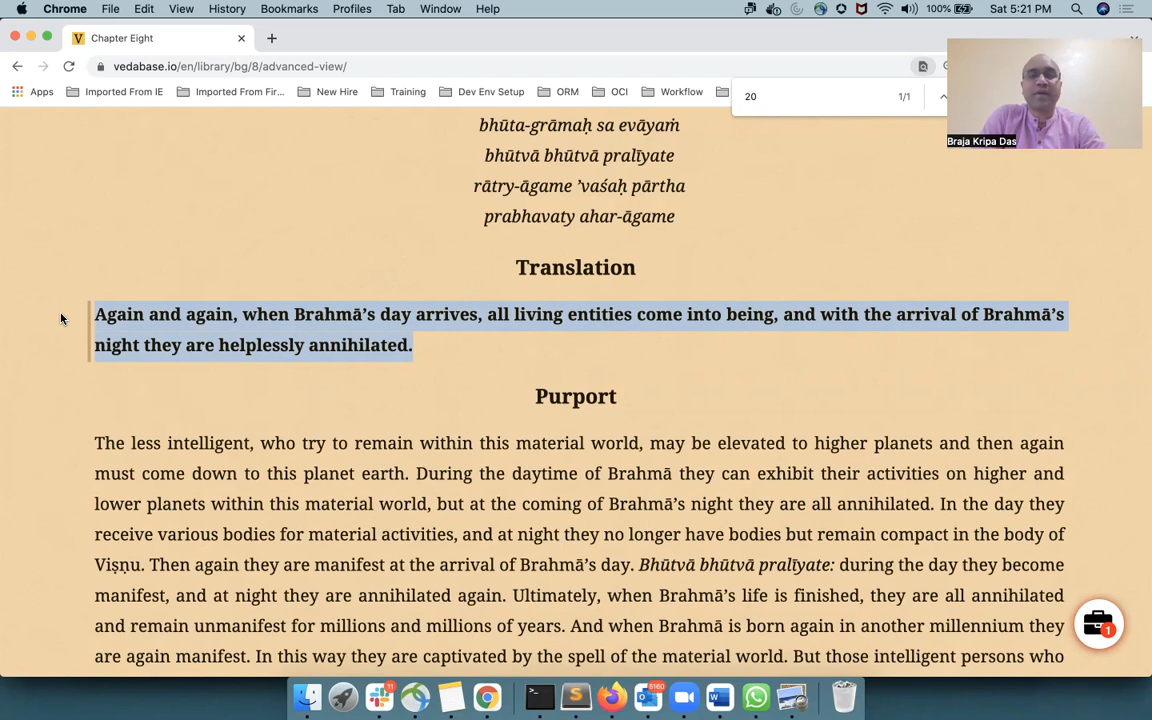 Chrome File Edit View History Bookmarks Profiles Tab Window Help 100% Sat 5:21 PM
Chapter Eight
vedabase.io/en/library/bg/8/advanced-view/
Apps Imported From IE Imported From Fir... New Hire Training Dev Env Setup ORM OCI Workflow
20 1/1
Braja Kripa Das
bhūta-grāmaḥ sa evāyaṁ
bhūtvā bhūtvā pralīyate
rātry-āgame ’vaśaḥ pārtha
prabhavaty ahar-āgame
Translation
Again and again, when Brahmā’s day arrives, all living entities come into being, and with the arrival of Brahmā’s
night they are helplessly annihilated.
Purport
The less intelligent, who try to remain within this material world, may be elevated to higher planets and then again
must come down to this planet earth. During the daytime of Brahmā they can exhibit their activities on higher and
lower planets within this material world, but at the coming of Brahmā’s night they are all annihilated. In the day they
receive various bodies for material activities, and at night they no longer have bodies but remain compact in the body of
Viṣṇu. Then again they are manifest at the arrival of Brahmā’s day. Bhūtvā bhūtvā pralīyate: during the day they become
manifest, and at night they are annihilated again. Ultimately, when Brahmā’s life is finished, they are all annihilated
and remain unmanifest for millions and millions of years. And when Brahmā is born again in another millennium they
are again manifest. In this way they are captivated by the spell of the material world. But those intelligent persons who
1
11
5160